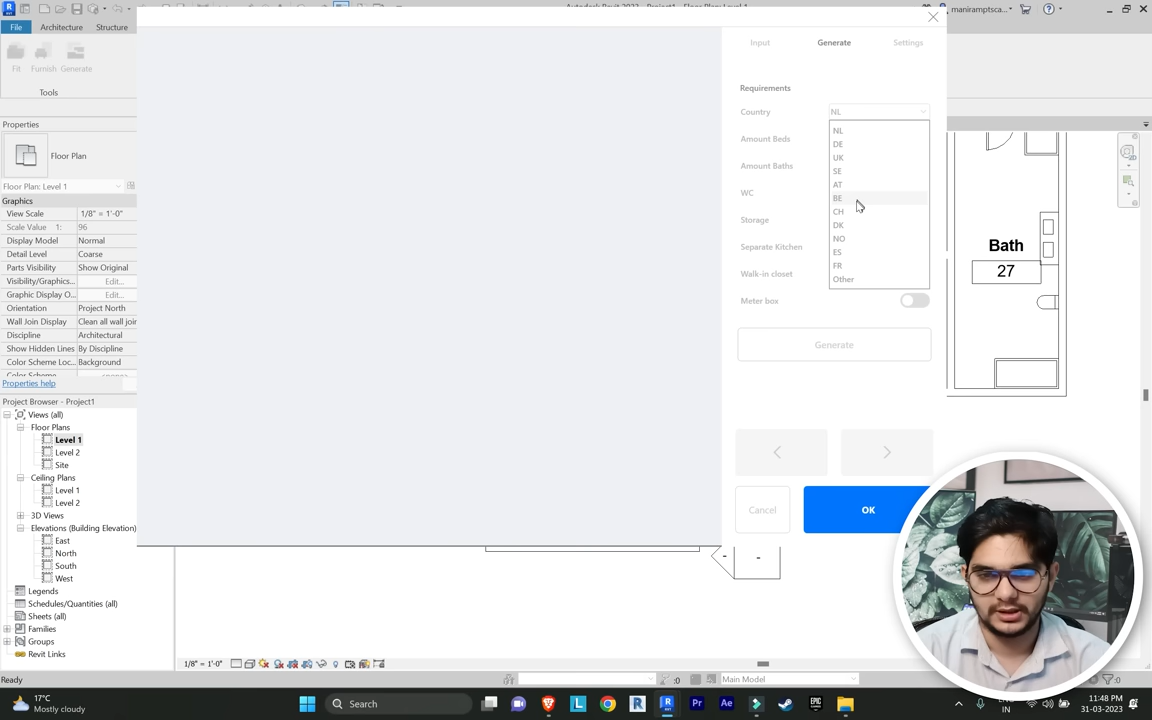 Autodesk Revit 2022 - Project1 - Floor Plan: Level 1
maniramptsca...
File
Architecture
Structure
Fit
Furnish
Generate
Tools
Input
Generate
Settings
Requirements
Country
NL
NL
DE
UK
SE
AT
BE
CH
DK
NO
ES
FR
Other
Amount Beds
Amount Baths
WC
Storage
Separate Kitchen
Walk-in closet
Meter box
Generate
Cancel
OK
Bath
27
Properties
Floor Plan
Floor Plan: Level 1
Graphics
View Scale 1/8" = 1'-0"
Scale Value 1: 96
Display Model Normal
Detail Level Coarse
Parts Visibility Show Original
Visibility/Graphics... Edit...
Graphic Display O... Edit...
Orientation Project North
Wall Join Display Clean all wall join
Discipline Architectural
Show Hidden Lines By Discipline
Color Scheme Loc... Background
Properties help
Project Browser - Project1
Views (all)
Floor Plans
Level 1
Level 2
Site
Ceiling Plans
Level 1
Level 2
3D Views
Elevations (Building Elevation)
East
North
South
West
Legends
Schedules/Quantities (all)
Sheets (all)
Families
Groups
Revit Links
1/8" = 1'-0"
Ready
:0
Main Model
:0
17°C
Mostly cloudy
Search
IN
11:48 PM
31-03-2023